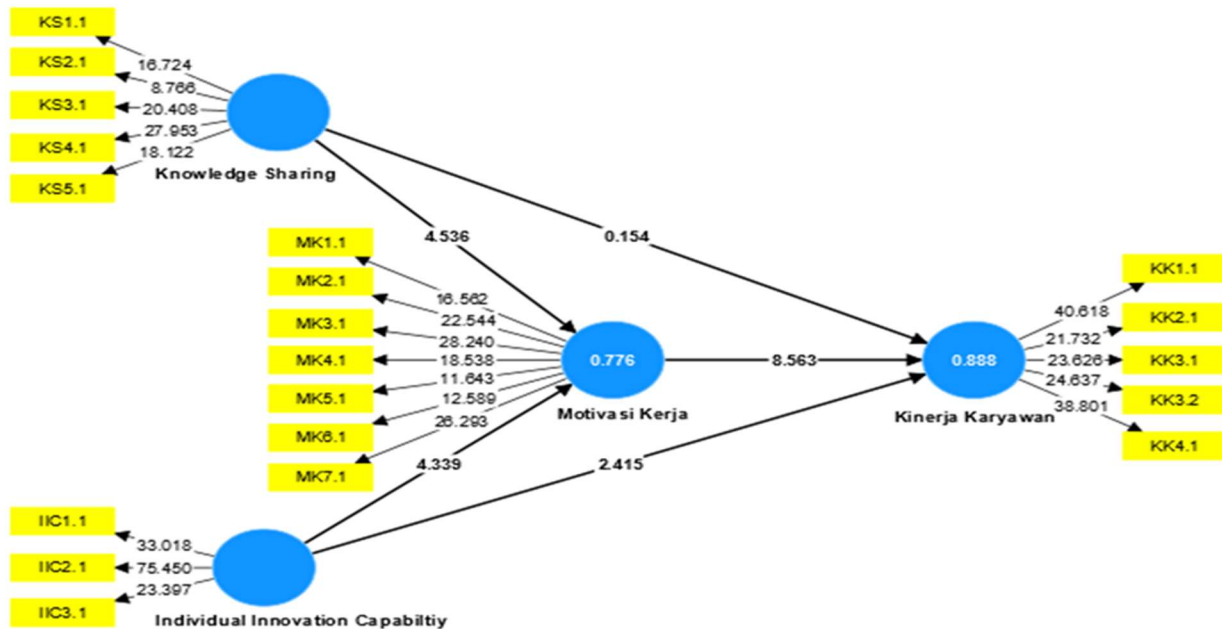 KS1.1
KS2.1
KS3.1
KS4.1
KS5.1
16.724
8.766
20.408
27.953
18.122
Knowledge Sharing
4.536
0.154
MK1.1
MK2.1
MK3.1
MK4.1
MK5.1
MK6.1
MK7.1
16.562
22.544
28.240
18.538
11.643
12.589
26.293
0.776
Motivasi Kerja
8.563
0.888
Kinerja Karyawan
40.618
21.732
23.626
24.637
38.801
KK1.1
KK2.1
KK3.1
KK3.2
KK4.1
4.339
2.415
IIC1.1
IIC2.1
IIC3.1
33.018
75.450
23.397
Individual Innovation Capabiltiy